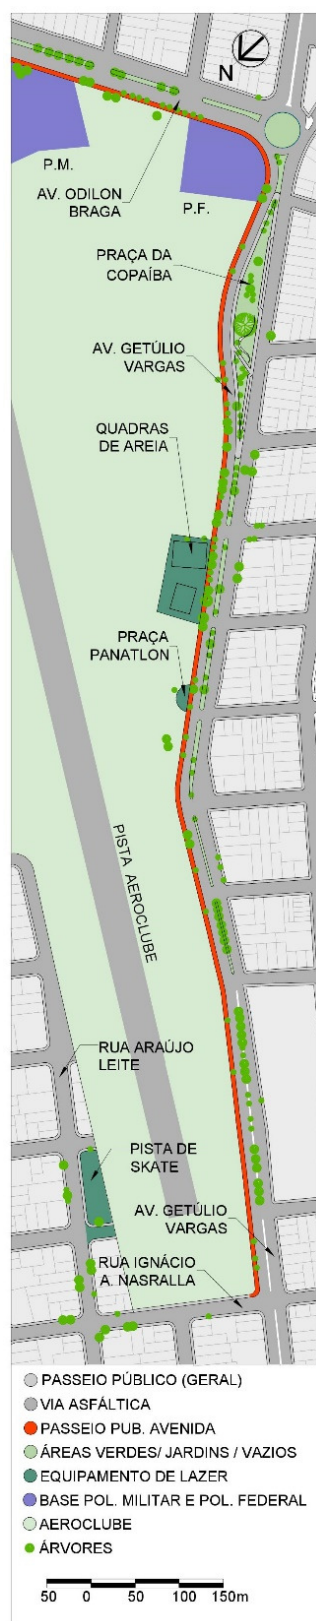 N
P.M.
AV. ODILON
BRAGA
P.F.
PRAÇA DA
COPAÍBA
AV. GETÚLIO
VARGAS
QUADRAS
DE AREIA
PRAÇA
PANATLON
PISTA AEROCLUBE
RUA ARAÚJO
LEITE
PISTA DE
SKATE
AV. GETÚLIO
VARGAS
RUA IGNÁCIO
A. NASRALLA
PASSEIO PÚBLICO (GERAL)
VIA ASFÁLTICA
PASSEIO PUB. AVENIDA
ÁREAS VERDES/ JARDINS / VAZIOS
EQUIPAMENTO DE LAZER
BASE POL. MILITAR E POL. FEDERAL
AEROCLUBE
ÁRVORES
50 0 50 100 150m